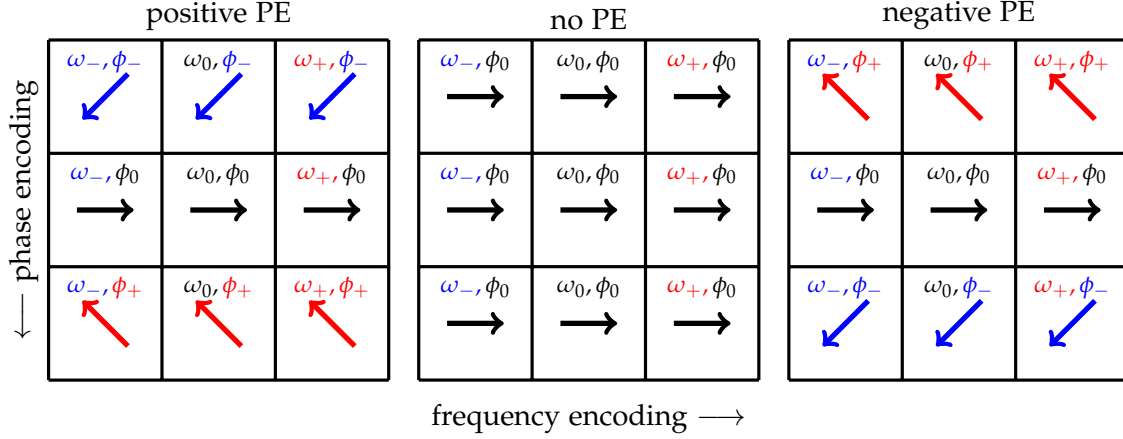 positive PE
no PE
negative PE
ω₋,ϕ₋ ω₀,ϕ₋ ω₊,ϕ₋
ω₋,ϕ₀ ω₀,ϕ₀ ω₊,ϕ₀
ω₋,ϕ₊ ω₀,ϕ₊ ω₊,ϕ₊
ω₋,ϕ₀ ω₀,ϕ₀ ω₊,ϕ₀
ω₋,ϕ₀ ω₀,ϕ₀ ω₊,ϕ₀
ω₋,ϕ₀ ω₀,ϕ₀ ω₊,ϕ₀
ω₋,ϕ₊ ω₀,ϕ₊ ω₊,ϕ₊
ω₋,ϕ₀ ω₀,ϕ₀ ω₊,ϕ₀
ω₋,ϕ₋ ω₀,ϕ₋ ω₊,ϕ₋
⟵ phase encoding
frequency encoding ⟶